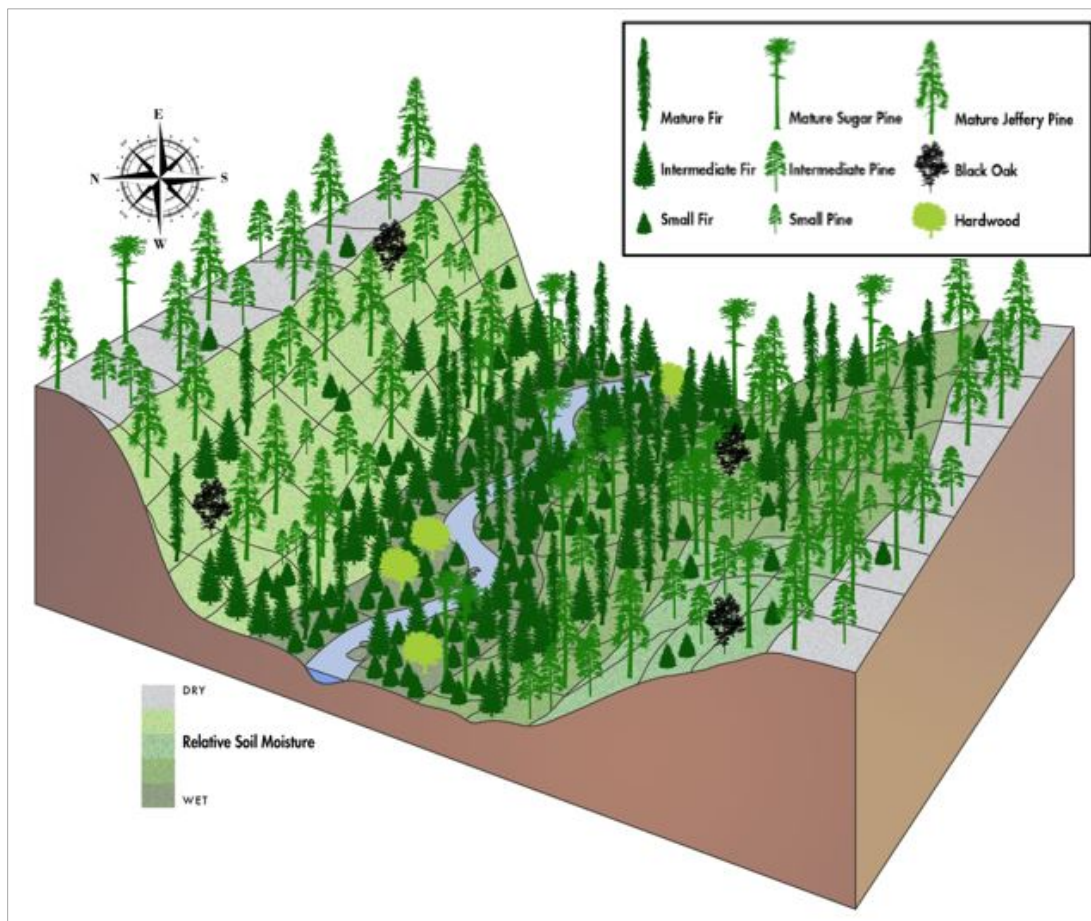 Mature Fir
Mature Sugar Pine
Mature Jeffery Pine
Intermediate Fir
Intermediate Pine
Black Oak
Small Fir
Small Pine
Hardwood
E
N
S
W
DRY
Relative Soil Moisture
WET